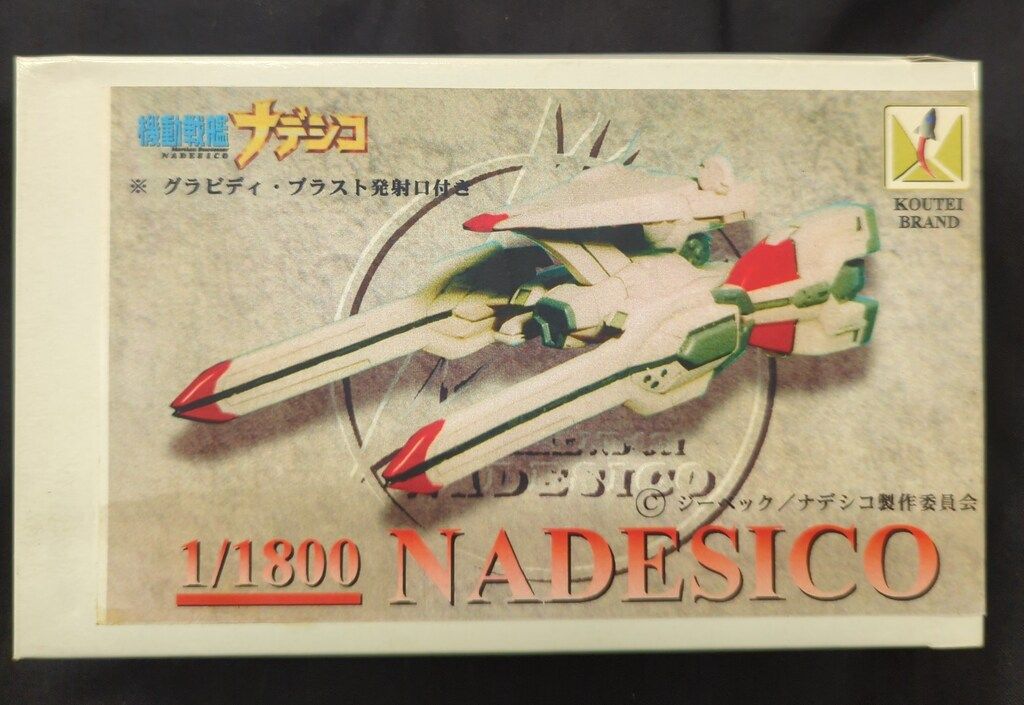 機動戦艦ナデシコ
NADESICO
※ グラビディ・ブラスト発射口付き
KOUTEI
BRAND
NADESICO
© ジーベック／ナデシコ製作委員会
1/1800 NADESICO